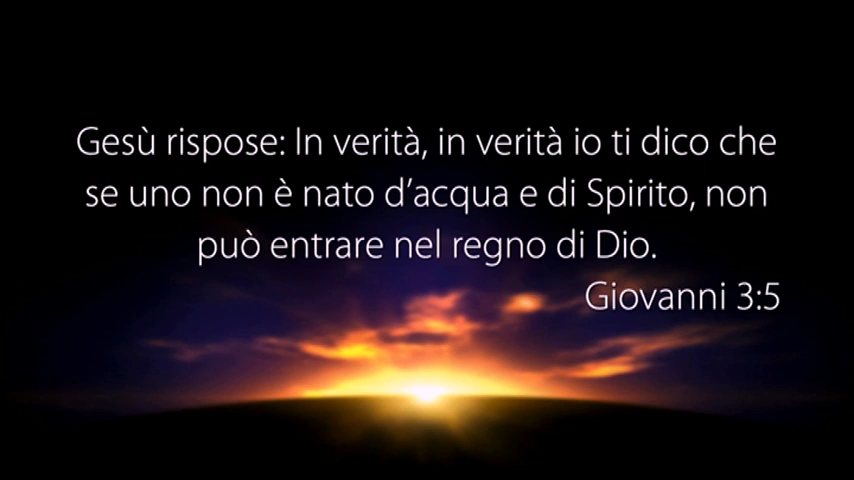 Gesù rispose: In verità, in verità io ti dico che
se uno non è nato d’acqua e di Spirito, non
può entrare nel regno di Dio.
Giovanni 3:5